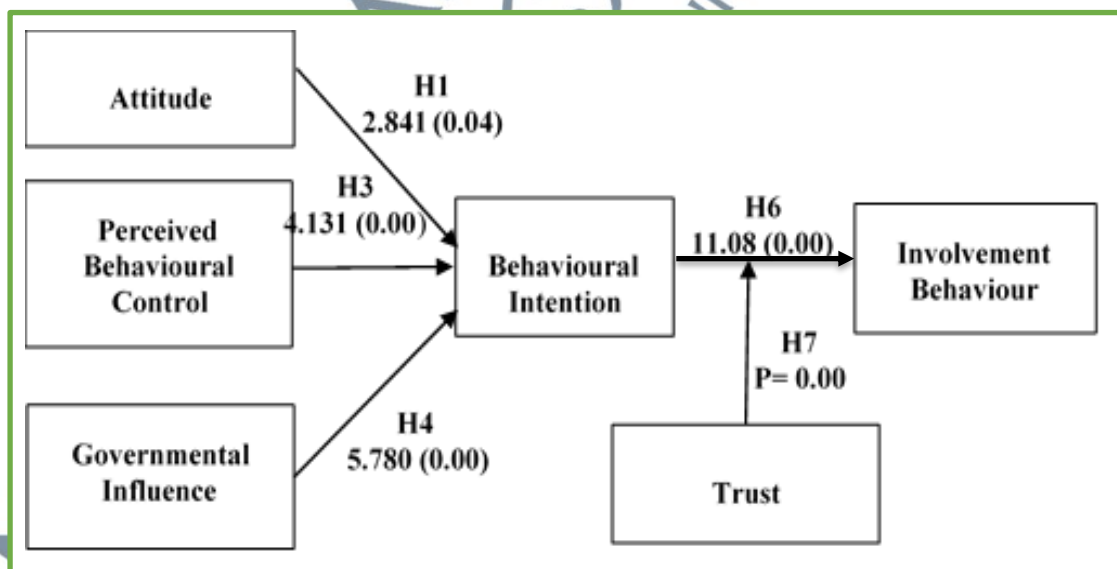 Attitude
H1
2.841 (0.04)
Perceived
Behavioural
Control
H3
4.131 (0.00)
Governmental
Influence
H4
5.780 (0.00)
Behavioural
Intention
H6
11.08 (0.00)
Involvement
Behaviour
H7
P= 0.00
Trust